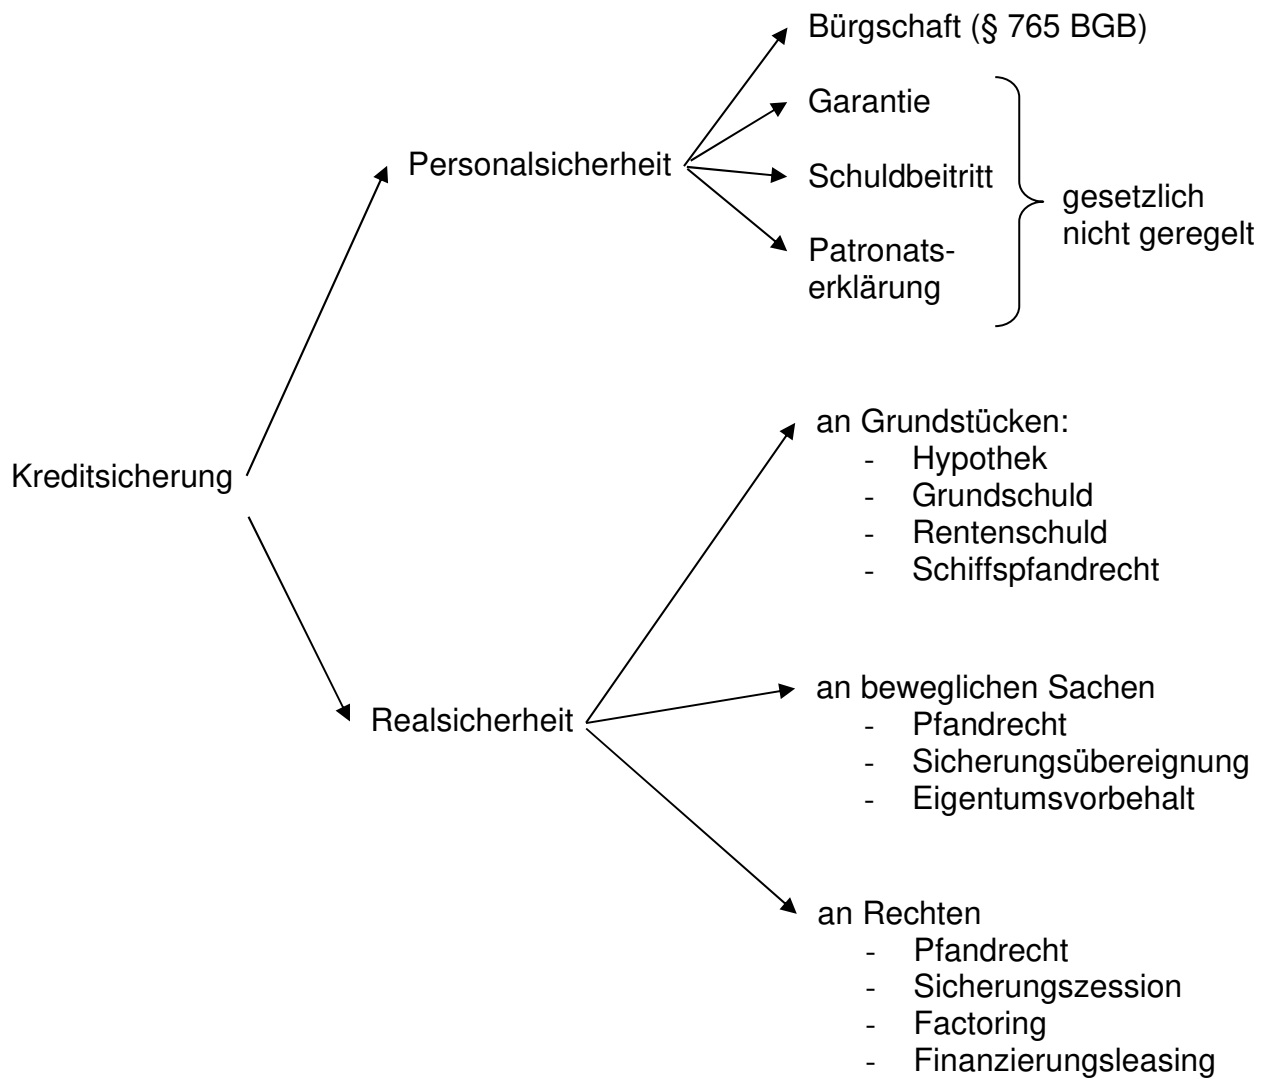 Bürgschaft (§ 765 BGB)
Garantie
Personalsicherheit
Schuldbeitritt
gesetzlich
nicht geregelt
Patronats-
erklärung
an Grundstücken:
- Hypothek
- Grundschuld
- Rentenschuld
- Schiffspfandrecht
Kreditsicherung
an beweglichen Sachen
- Pfandrecht
- Sicherungsübereignung
- Eigentumsvorbehalt
Realsicherheit
an Rechten
- Pfandrecht
- Sicherungszession
- Factoring
- Finanzierungsleasing